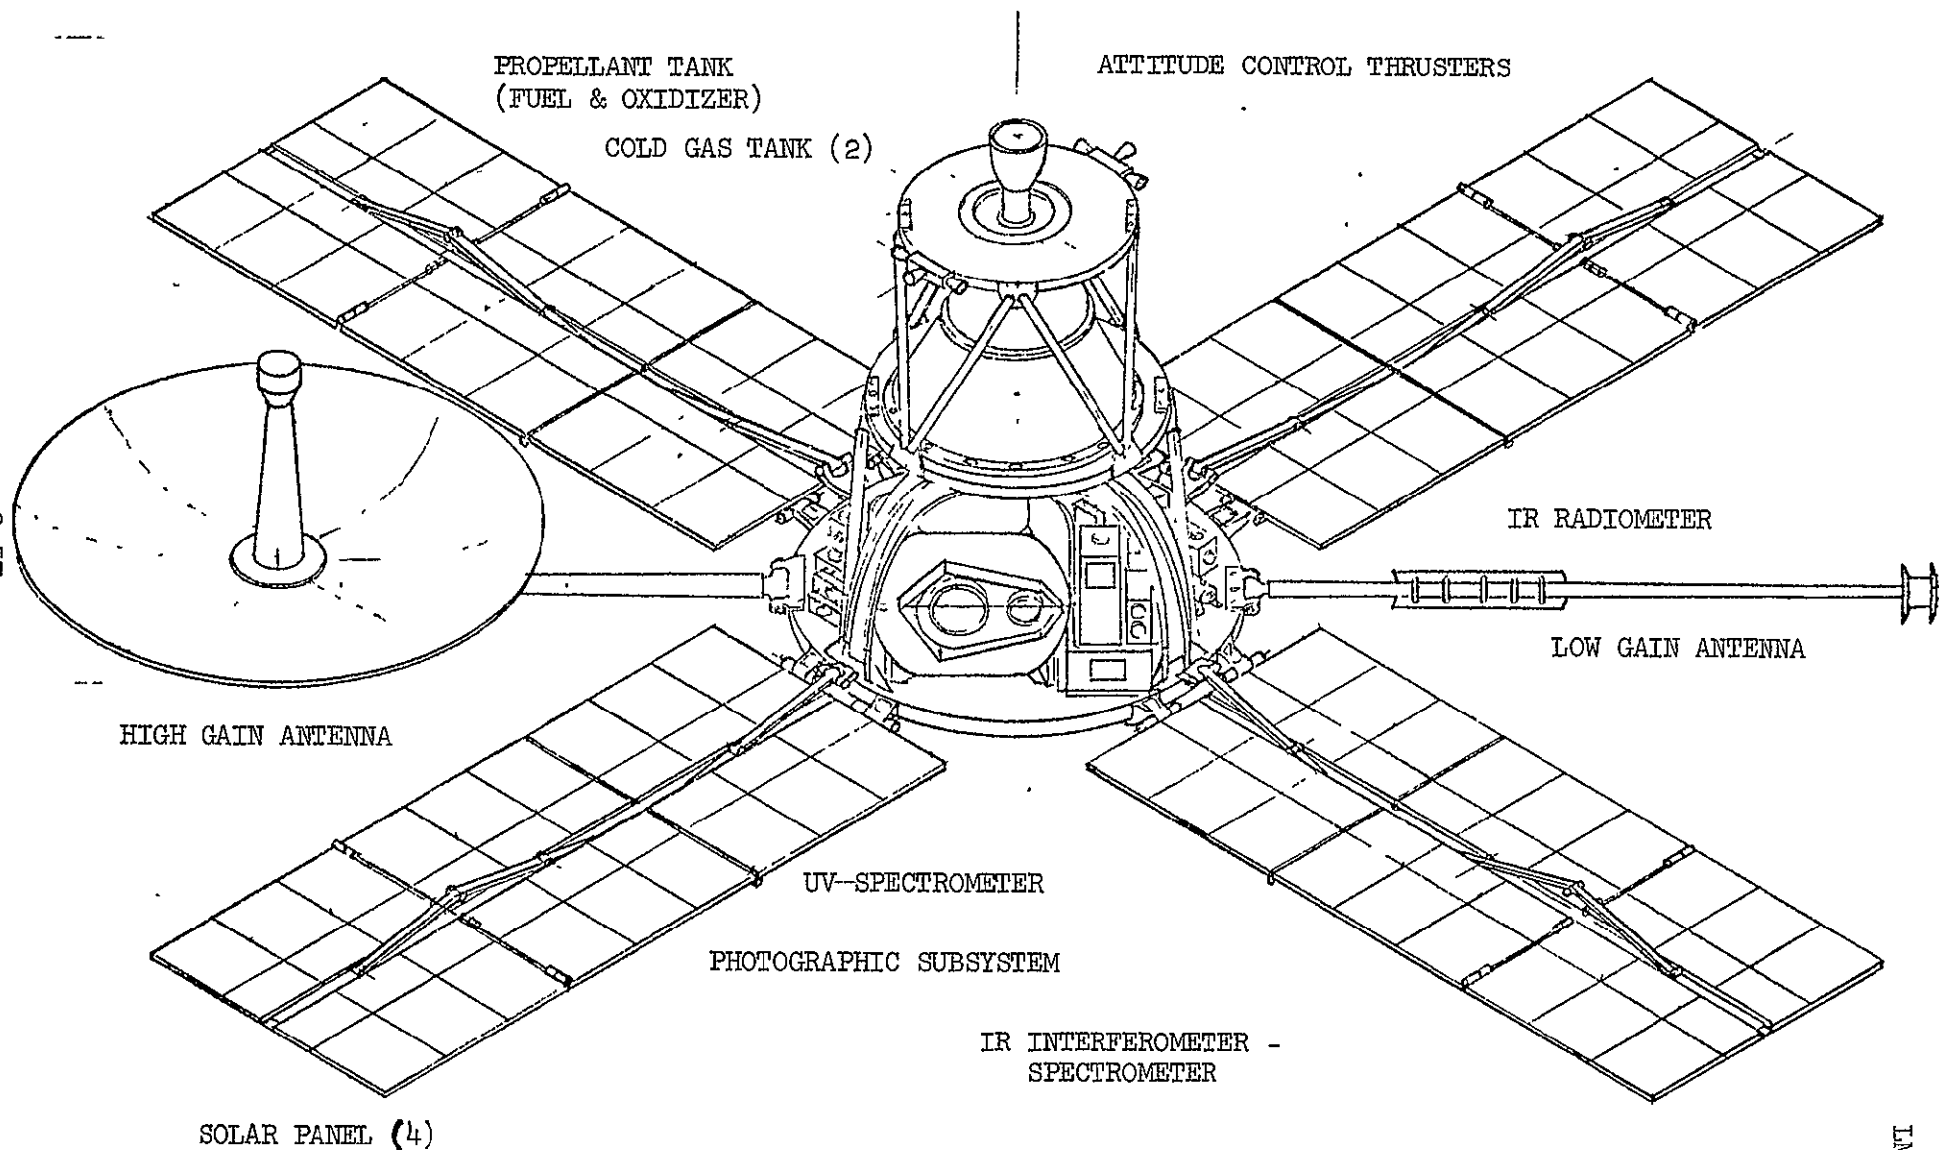 PROPELLANT TANK
(FUEL & OXIDIZER)
ATTITUDE CONTROL THRUSTERS
COLD GAS TANK (2)
IR RADIOMETER
LOW GAIN ANTENNA
HIGH GAIN ANTENNA
UV--SPECTROMETER
PHOTOGRAPHIC SUBSYSTEM
IR INTERFEROMETER -
SPECTROMETER
SOLAR PANEL (4)